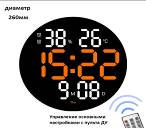 диаметр
260мм
38% 26°C
15:22
9:08
Управление основными
настройками с пульта ДУ